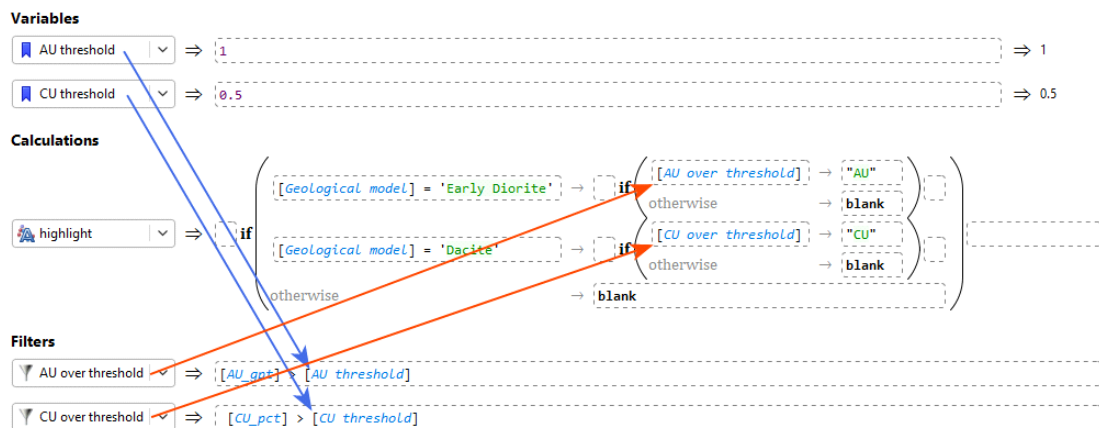 Variables
AU threshold ⇒ 1 ⇒ 1
CU threshold ⇒ 0.5 ⇒ 0.5
Calculations
[AU over threshold] → "AU"
[Geological model] = 'Early Diorite' → if
otherwise → blank
highlight ⇒ if
[CU over threshold] → "CU"
[Geological model] = 'Dacite' → if
otherwise → blank
otherwise → blank
Filters
AU over threshold ⇒ [AU_gpt] > [AU threshold]
CU over threshold ⇒ [CU_pct] > [CU threshold]